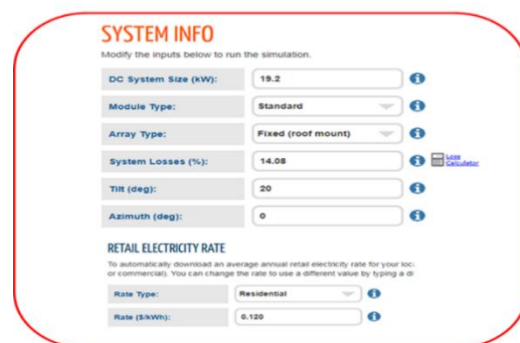 SYSTEM INFO
Modify the inputs below to run the simulation.
DC System Size (kW): 19.2
Module Type: Standard
Array Type: Fixed (roof mount)
System Losses (%): 14.08 Loss Calculator
Tilt (deg): 20
Azimuth (deg): 0
RETAIL ELECTRICITY RATE
To automatically download an average annual retail electricity rate for your loc
or commercial). You can change the rate to use a different value by typing a di
Rate Type: Residential
Rate ($/kWh): 0.120